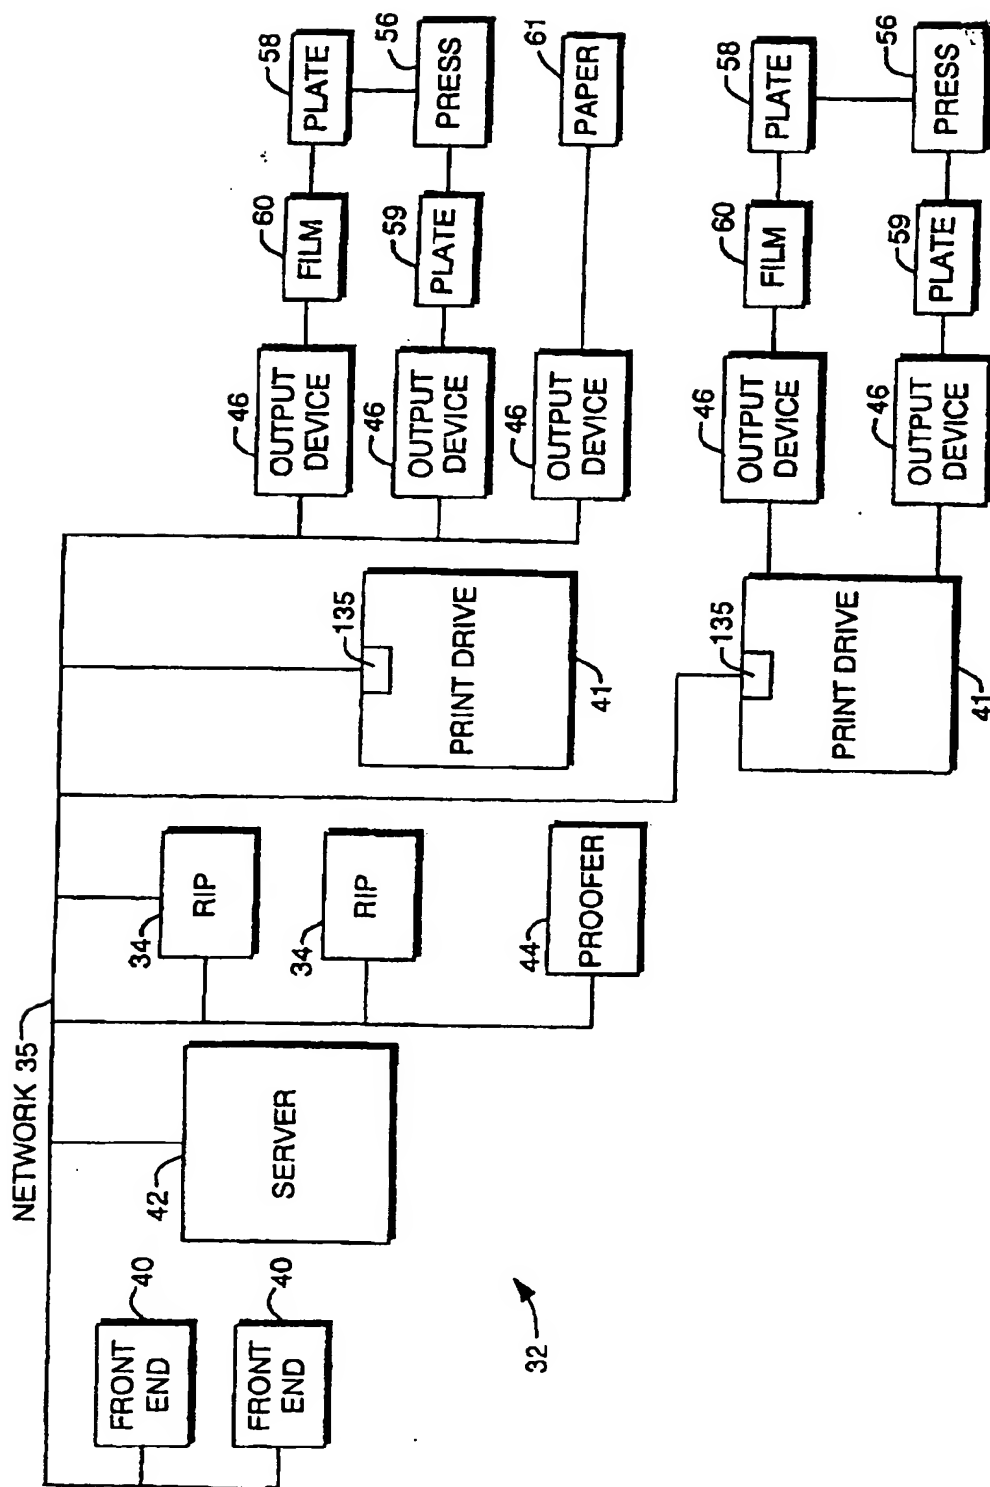 NETWORK 35
FRONT
END
40
FRONT
END
40
32
42
SERVER
34
RIP
34
RIP
44
PROOFER
135
PRINT DRIVE
41
135
PRINT DRIVE
41
46
OUTPUT
DEVICE
60
FILM
58
PLATE
46
OUTPUT
DEVICE
59
PLATE
56
PRESS
46
OUTPUT
DEVICE
61
PAPER
46
OUTPUT
DEVICE
60
FILM
58
PLATE
46
OUTPUT
DEVICE
59
PLATE
56
PRESS